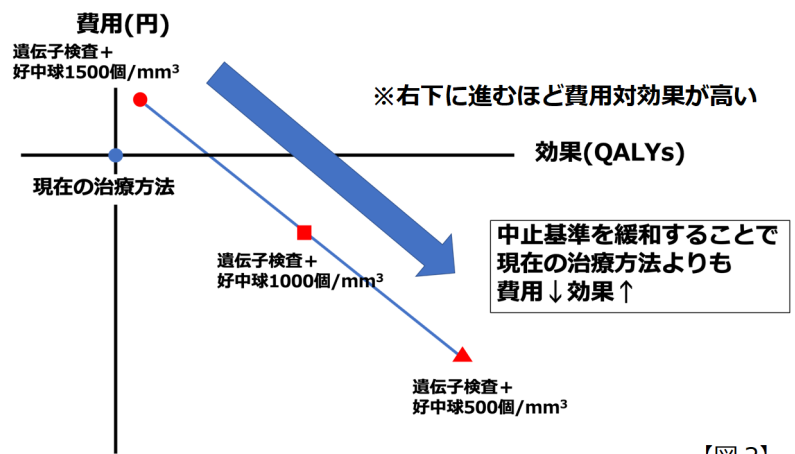 費用(円)
遺伝子検査＋
好中球1500個/mm³
※右下に進むほど費用対効果が高い
効果(QALYs)
現在の治療方法
中止基準を緩和することで
現在の治療方法よりも
費用↓効果↑
遺伝子検査＋
好中球1000個/mm³
遺伝子検査＋
好中球500個/mm³
【図 2】